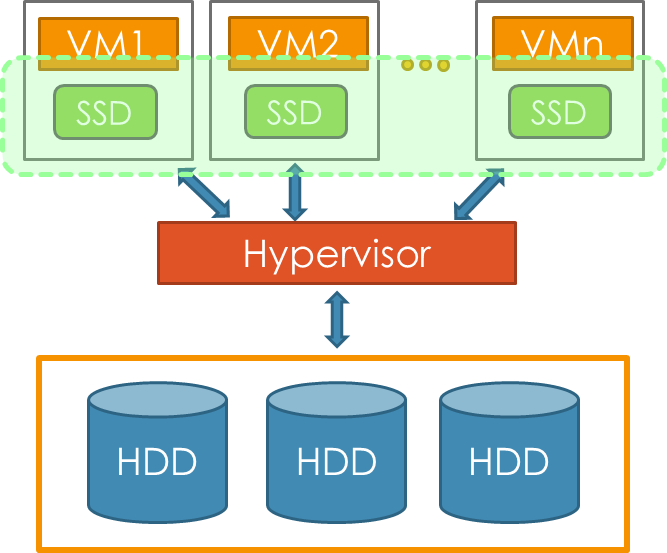 VM1 VM2 VMn
SSD SSD SSD
Hypervisor
HDD HDD HDD